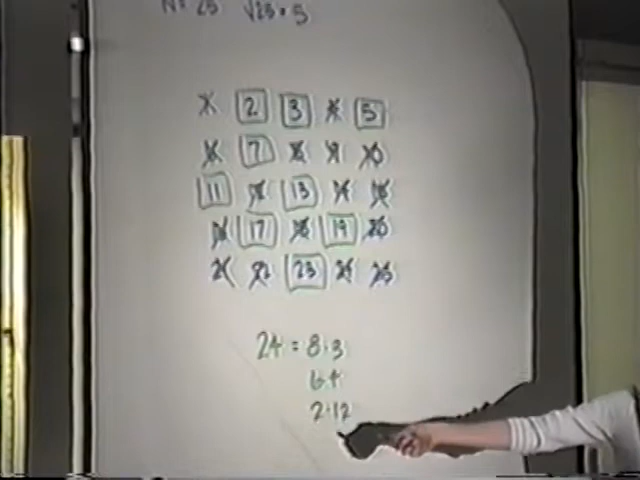 N = 25 √25 = 5
1 2 3 4 5
6 7 8 9 10
11 12 13 14 15
16 17 18 19 20
21 22 23 24 25
24 = 8·3
6·4
2·12